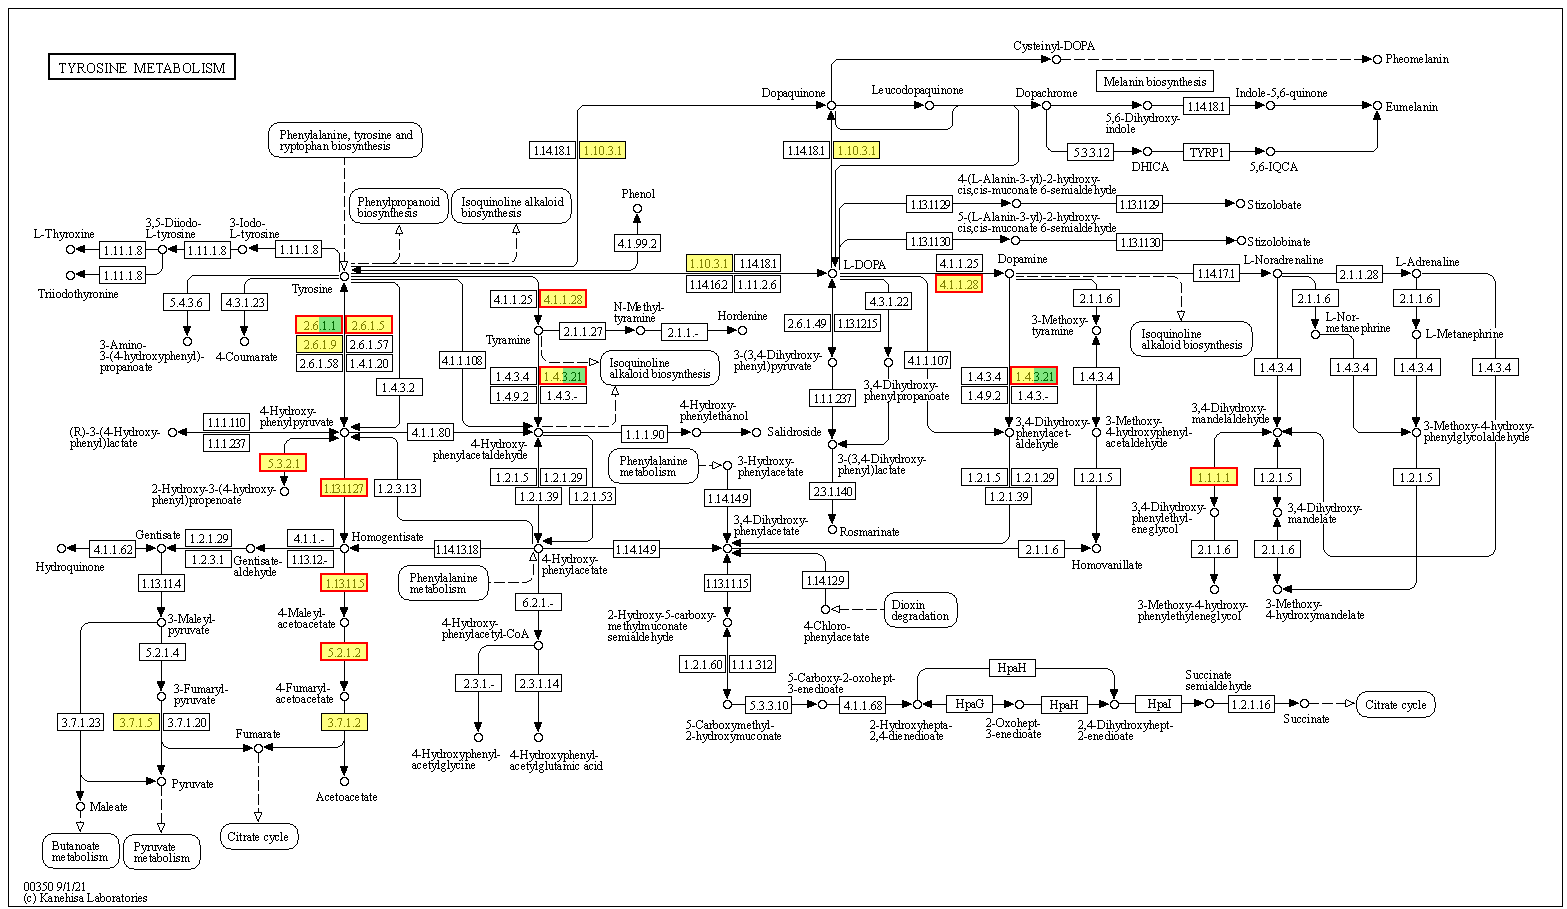 TYROSINE METABOLISM
Cysteinyl-DOPA
Pheomelanin
Melanin biosynthesis
Dopaquinone
Leucodopaquinone
Dopachrome
1.14.18.1
Indole-5,6-quinone
Eumelanin
5,6-Dihydroxy-
indole
Phenylalanine, tyrosine and
ryptophan biosynthesis
1.14.18.1
1.10.3.1
1.14.18.1
1.10.3.1
5.3.3.12
DHICA
TYRP1
5,6-IQCA
Phenylpropanoid
biosynthesis
Isoquinoline alkaloid
biosynthesis
Phenol
4-(L-Alanin-3-yl)-2-hydroxy-
cis,cis-muconate 6-semialdehyde
1.13.1129
1.13.1129
Stizolobate
5-(L-Alanin-3-yl)-2-hydroxy-
cis,cis-muconate 6-semialdehyde
1.13.1130
1.13.1130
Stizolobinate
4.1.99.2
L-Thyroxine
3,5-Diiodo-
L-tyrosine
3-Iodo-
L-tyrosine
1.11.1.8
1.11.1.8
1.11.1.8
1.11.1.8
Triiodothyronine
Tyrosine
1.10.3.1
1.14.18.1
1.14.16.2
1.11.2.6
L-DOPA
4.1.1.25
4.1.1.28
Dopamine
1.14.17.1
L-Noradrenaline
2.1.1.28
L-Adrenaline
5.4.3.6
4.3.1.23
4.1.1.25
4.1.1.28
N-Methyl-
tyramine
Hordenine
4.3.1.22
2.1.1.6
2.1.1.6
2.1.1.6
2.6.1.1
2.6.1.5
2.6.1.9
2.6.1.57
2.6.1.58
1.4.1.20
Tyramine
2.1.1.27
2.1.1.-
2.6.1.49
1.13.1215
3-Methoxy-
tyramine
Isoquinoline
alkaloid biosynthesis
L-Nor-
metanephrine
L-Metanephrine
3-Amino-
3-(4-hydroxyphenyl)-
propanoate
4-Coumarate
4.1.1.108
Isoquinoline
alkaloid biosynthesis
3-(3,4-Dihydroxy-
phenyl)pyruvate
4.1.1.107
1.4.3.2
1.4.3.4
1.4.3.21
1.4.9.2
1.4.3.-
3,4-Dihydroxy-
phenylpropanoate
1.4.3.4
1.4.3.21
1.4.9.2
1.4.3.-
1.4.3.4
1.4.3.4
1.4.3.4
1.4.3.4
1.1.1.237
(R)-3-(4-Hydroxy-
phenyl)lactate
1.1.1.110
1.1.1.237
4-Hydroxy-
phenylpyruvate
4.1.1.80
4-Hydroxy-
phenylacetaldehyde
1.1.1.90
4-Hydroxy-
phenylethanol
Salidroside
3,4-Dihydroxy-
phenylacet-
aldehyde
3-Methoxy-
4-hydroxyphenyl-
acetaldehyde
3,4-Dihydroxy-
mandelaldehyde
3-Methoxy-4-hydroxy-
phenylglycolaldehyde
5.3.2.1
2-Hydroxy-3-(4-hydroxy-
phenyl)propenoate
1.13.1127
1.2.3.13
1.2.1.5
1.2.1.29
1.2.1.39
1.2.1.53
Phenylalanine
metabolism
3-Hydroxy-
phenylacetate
3-(3,4-Dihydroxy-
(phenyl)lactate
1.14.14.9
2.3.1.140
Rosmarinate
1.2.1.5
1.2.1.29
1.2.1.39
1.2.1.5
1.1.1.1
1.2.1.5
1.2.1.5
3,4-Dihydroxy-
phenylethyl-
eneglycol
3,4-Dihydroxy-
mandelate
Hydroquinone
4.1.1.62
Gentisate
1.2.1.29
1.2.3.1
Gentisate-
aldehyde
4.1.1.-
1.13.12.-
Homogentisate
1.14.13.18
4-Hydroxy-
phenylacetate
1.14.14.9
3,4-Dihydroxy-
phenylacetate
2.1.1.6
Homovanillate
2.1.1.6
2.1.1.6
1.13.11.4
1.13.11.5
Phenylalanine
metabolism
6.2.1.-
1.13.11.15
1.14.12.9
4-Chloro-
phenylacetate
Dioxin
degradation
3-Methoxy-4-hydroxy-
phenylethyleneglycol
3-Methoxy-
4-hydroxymandelate
3-Maleyl-
pyruvate
4-Maleyl-
acetoacetate
4-Hydroxy-
phenylacetyl-CoA
2-Hydroxy-5-carboxy-
methylmuconate
semialdehyde
5.2.1.4
5.2.1.2
2.3.1.-
2.3.1.14
1.2.1.60
1.1.1.312
3-Fumaryl-
pyruvate
4-Fumaryl-
acetoacetate
5-Carboxy-2-oxohept-
3-enedioate
HpaH
Succinate
semialdehyde
3.7.1.23
3.7.1.5
3.7.1.20
3.7.1.2
5.3.3.10
4.1.1.68
HpaG
HpaH
HpaI
1.2.1.16
Succinate
Citrate cycle
5-Carboxymethyl-
2-hydroxymuconate
2-Hydroxyhepta-
2,4-dienedioate
2-Oxohept-
3-enedioate
2,4-Dihydroxyhept-
2-enedioate
Fumarate
4-Hydroxyphenyl-
acetylglycine
4-Hydroxyphenyl-
acetylglutamic acid
Pyruvate
Acetoacetate
Maleate
Butanoate
metabolism
Pyruvate
metabolism
Citrate cycle
00350 9/1/21
(c) Kanehisa Laboratories